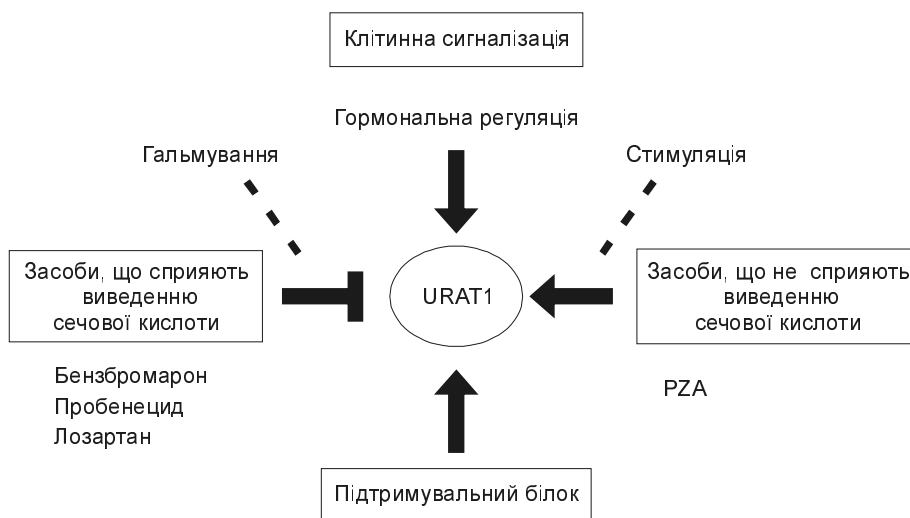 Клітинна сигналізація
Гормональна регуляція
Гальмування
Стимуляція
Засоби, що сприяють
виведенню
сечової кислоти
URAT1
Засоби, що не сприяють
виведенню
сечової кислоти
Бензбромарон
Пробенецид
Лозартан
PZA
Підтримувальний білок